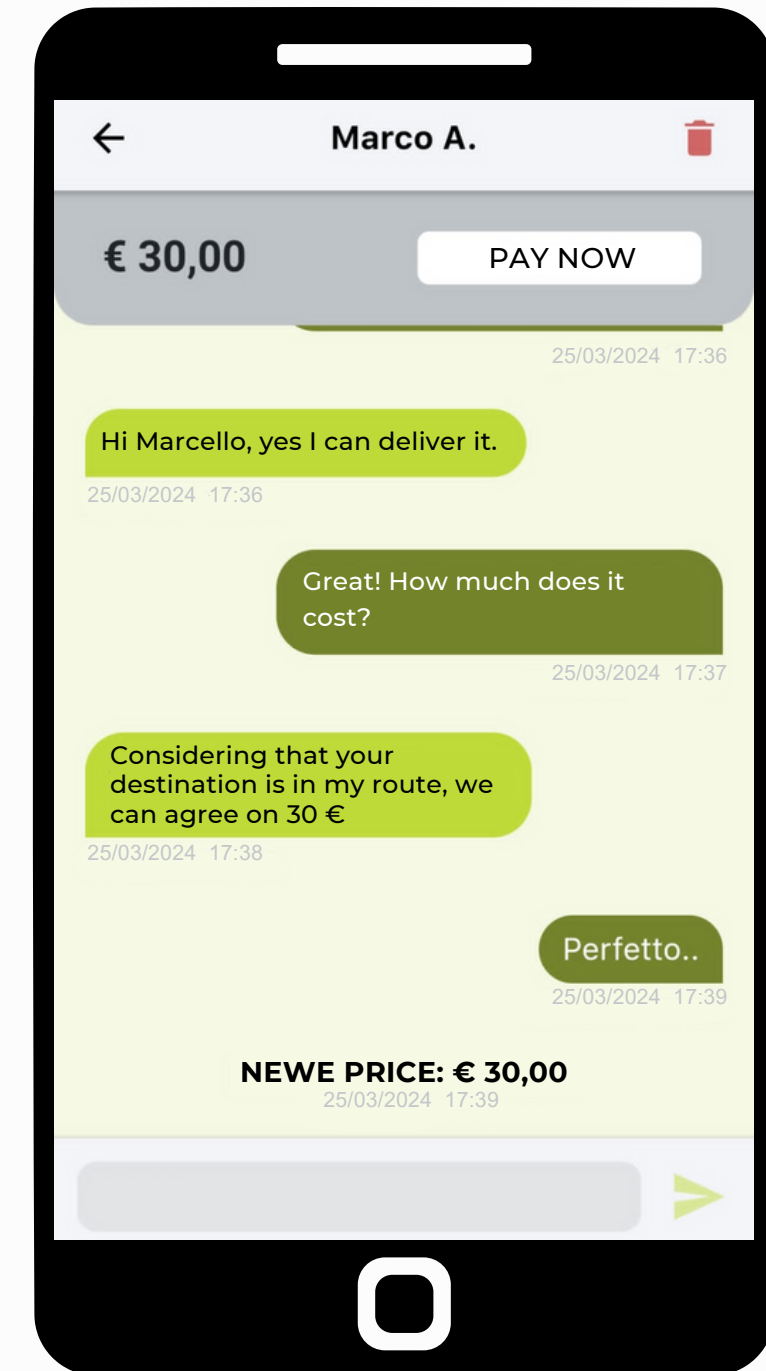 Marco A.
€ 30,00
PAY NOW
25/03/2024 17:36
Hi Marcello, yes I can deliver it.
25/03/2024 17:36
Great! How much does it
cost?
25/03/2024 17:37
Considering that your
destination is in my route, we
can agree on 30 €
25/03/2024 17:38
Perfetto..
25/03/2024 17:39
NEWE PRICE: € 30,00
25/03/2024 17:39